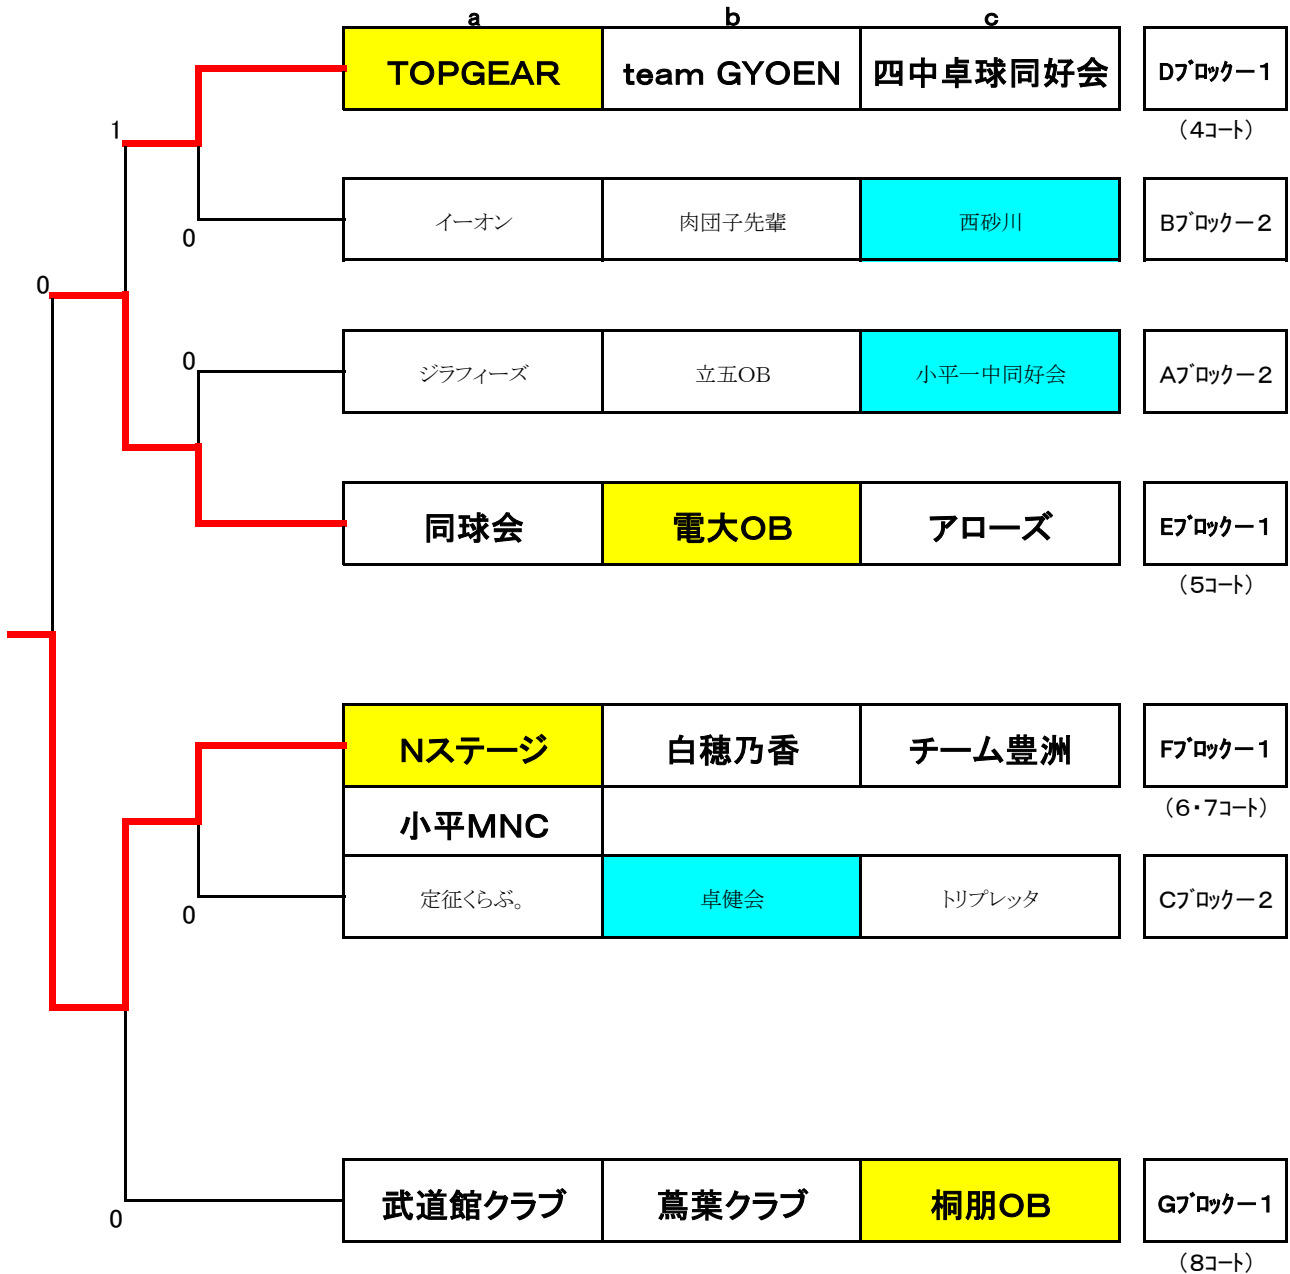 a b c
TOPGEAR team GYOEN 四中卓球同好会 Dﾌﾞﾛｯｸー1
1 （4ｺｰﾄ）
イーオン 肉団子先輩 西砂川 Bﾌﾞﾛｯｸー2
0
0
0 ジラフィーズ 立五OB 小平一中同好会 Aﾌﾞﾛｯｸー2
同球会 電大OB アローズ Eﾌﾞﾛｯｸー1
（5ｺｰﾄ）
Nステージ 白穂乃香 チーム豊洲 Fﾌﾞﾛｯｸー1
（6・7ｺｰﾄ）
小平MNC
定征くらぶ。 卓健会 トリプレッタ Cﾌﾞﾛｯｸー2
0
武道館クラブ 蔦葉クラブ 桐朋OB Gﾌﾞﾛｯｸー1
0
（8ｺｰﾄ）